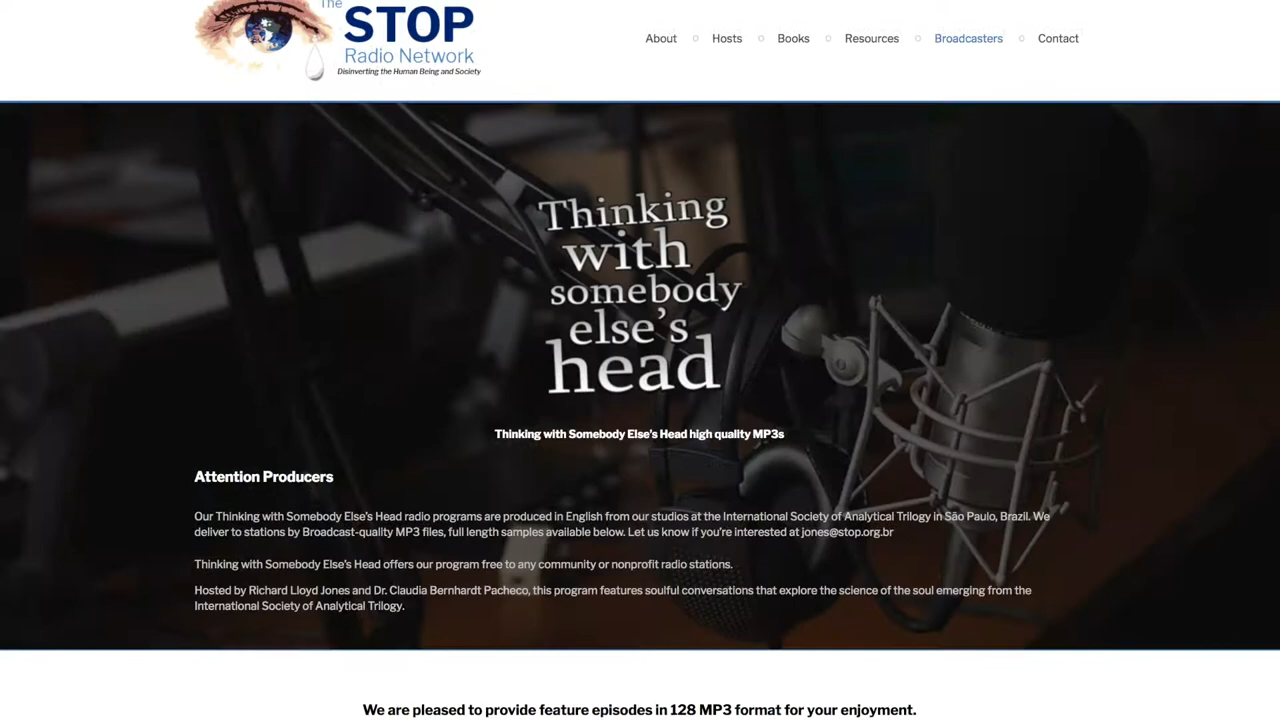 The
STOP
Radio Network
Disinverting the Human Being and Society
About
Hosts
Books
Resources
Broadcasters
Contact
Thinking
with
somebody
else's
head
Thinking with Somebody Else's Head high quality MP3s
Attention Producers
Our Thinking with Somebody Else's Head radio programs are produced in English from our studios at the International Society of Analytical Trilogy in São Paulo, Brazil. We
deliver to stations by Broadcast-quality MP3 files, full length samples available below. Let us know if you're interested at jones@stop.org.br
Thinking with Somebody Else's Head offers our program free to any community or nonprofit radio stations.
Hosted by Richard Lloyd Jones and Dr. Claudia Bernhardt Pacheco, this program features soulful conversations that explore the science of the soul emerging from the
International Society of Analytical Trilogy.
We are pleased to provide feature episodes in 128 MP3 format for your enjoyment.